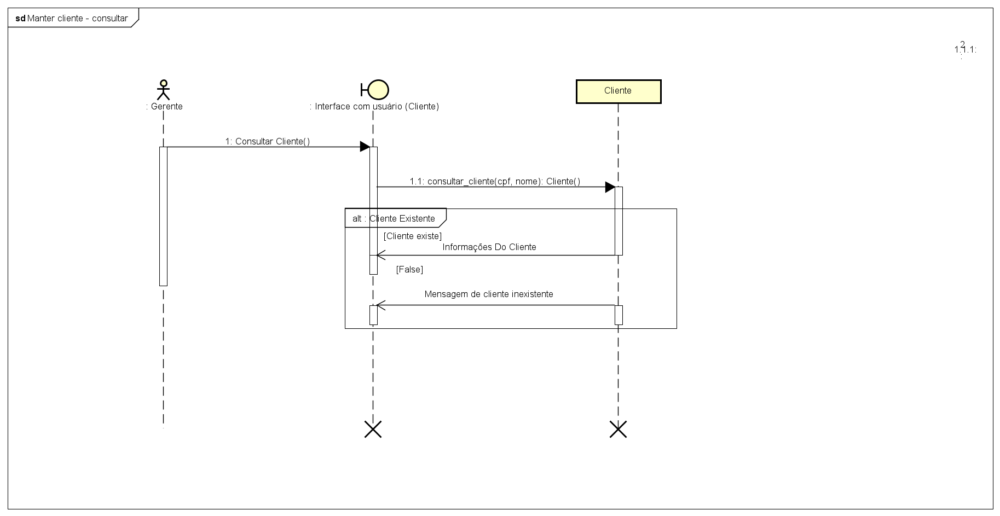 sd Manter cliente - consultar
2
1.1.1:
:
: Gerente
: Interface com usuário (Cliente)
Cliente
1: Consultar Cliente()
1.1: consultar_cliente(cpf, nome): Cliente()
alt : Cliente Existente
[Cliente existe]
Informações Do Cliente
[False]
Mensagem de cliente inexistente